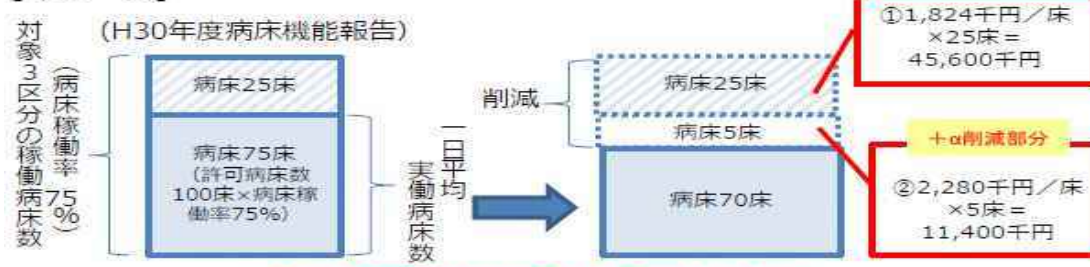 (H30年度病床機能報告)
対象3区分の稼働病床数
(病床稼働率75%)
病床25床
病床75床
(許可病床数
100床×病床稼
働率75%)
一日平均
実働病床数
削減
病床25床
病床5床
病床70床
①1,824千円/床
×25床=
45,600千円
+α削減部分
②2,280千円/床
×5床=
11,400千円